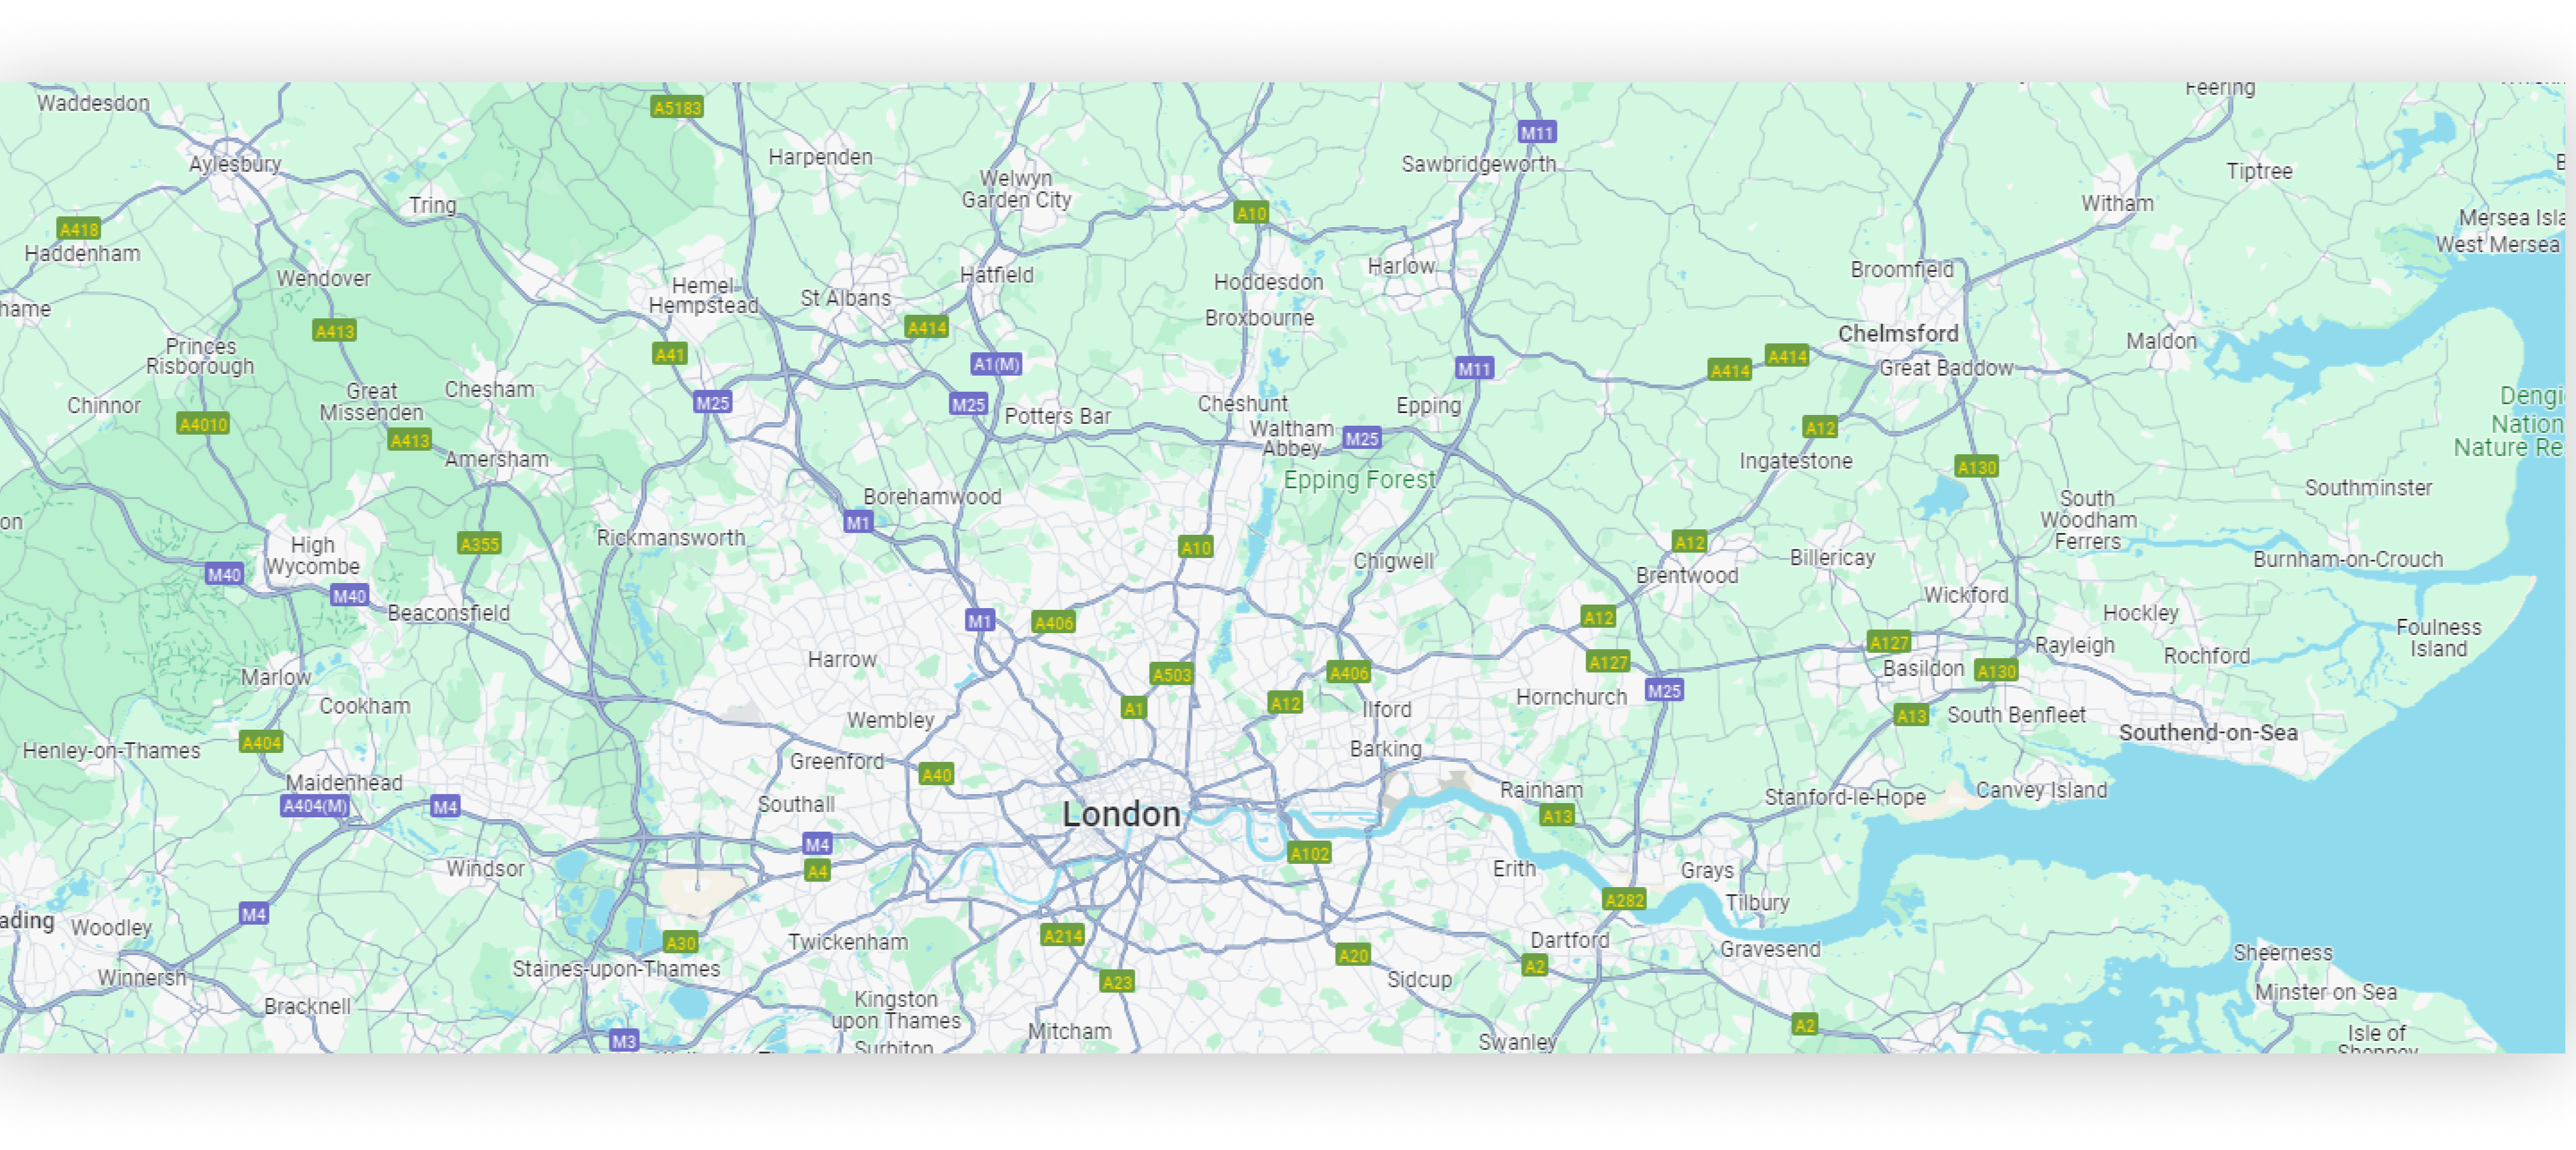 Waddesdon
A5183
Feering
M11
Harpenden
Sawbridgeworth
Aylesbury
Tiptree
Welwyn
Garden City
Tring
Witham
A10
Mersea Isla
A418
West Mersea
Haddenham
Harlow
Broomfield
Wendover
Hatfield
Hoddesdon
Hemel
Hempstead
St Albans
hame
Broxbourne
A413
A414
Chelmsford
Maldon
Princes
Risborough
A41
A414
A1(M)
M11
A414
Great Baddow
Great
Missenden
Chesham
Dengi
Nation
Nature Re
M25
M25
Chinnor
Potters Bar
Cheshunt
Epping
A4010
A413
Waltham
Abbey
M25
A12
Amersham
Ingatestone
A130
Epping Forest
Southminster
Borehamwood
South
Woodham
Ferrers
on
M1
Rickmansworth
High
Wycombe
A355
A10
A12
Chigwell
Billericay
Burnham-on-Crouch
M40
Brentwood
M40
Wickford
Beaconsfield
M1
A406
A12
Hockley
Foulness
Island
A127
Rayleigh
Harrow
A127
Rochford
Marlow
A503
A406
Basildon
A130
M25
Cookham
A1
A12
Ilford
Hornchurch
A13
South Benfleet
Wembley
Southend-on-Sea
Henley-on-Thames
A404
Barking
Greenford
A40
Maidenhead
Rainham
Canvey Island
A404(M)
M4
Southall
Stanford-le-Hope
London
A13
M4
A102
Windsor
A4
Erith
Grays
A282
Tilbury
M4
ading
Woodley
A30
Twickenham
A214
Dartford
Gravesend
Sheerness
A20
A2
Winnersh
Staines-upon-Thames
A23
Sidcup
Minster on Sea
Bracknell
Kingston
upon Thames
Mitcham
A2
Isle of
Sheppey
M3
Surbiton
Swanley